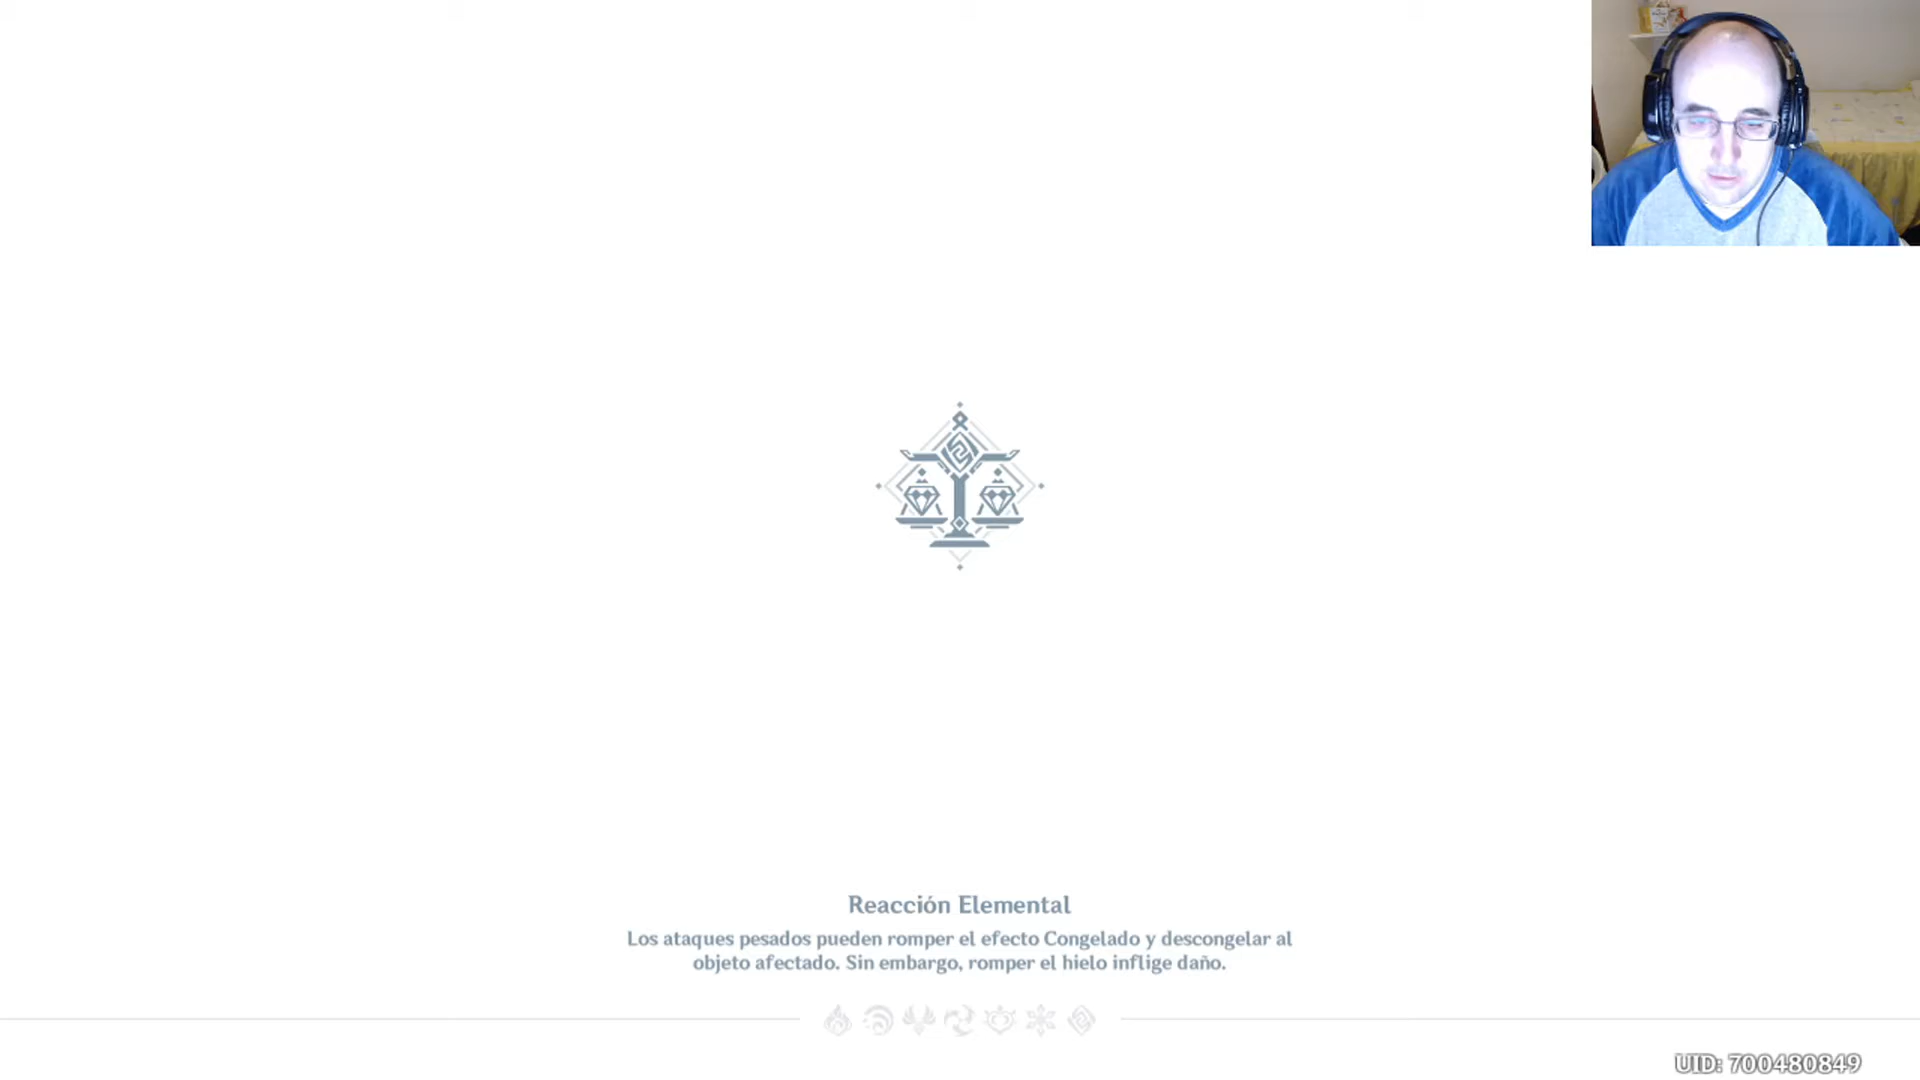 Reacción Elemental
Los ataques pesados pueden romper el efecto Congelado y descongelar al
objeto afectado. Sin embargo, romper el hielo inflige daño.
UID: 700480849